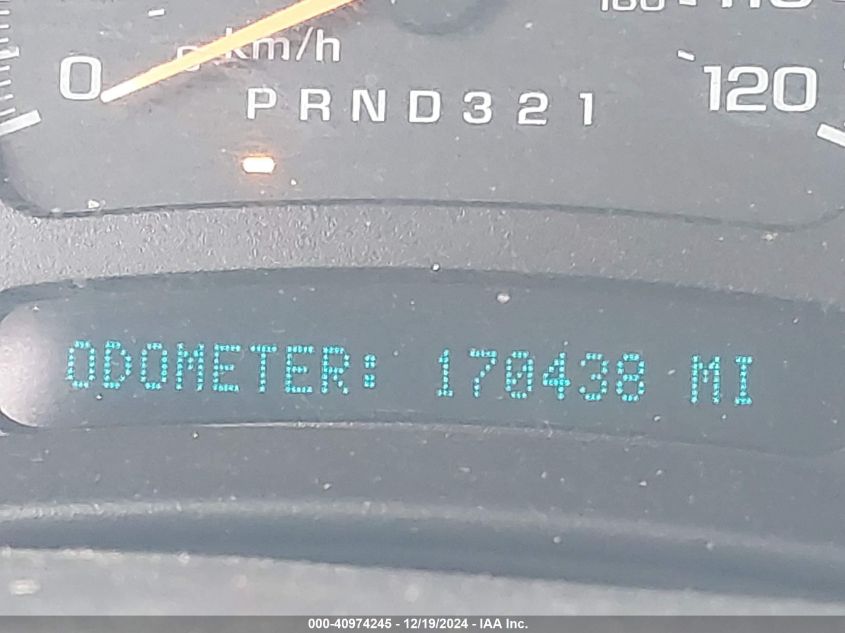 0
km/h
120
PRND321
ODOMETER: 170438 MI
000-40974245 - 12/19/2024 - IAA Inc.